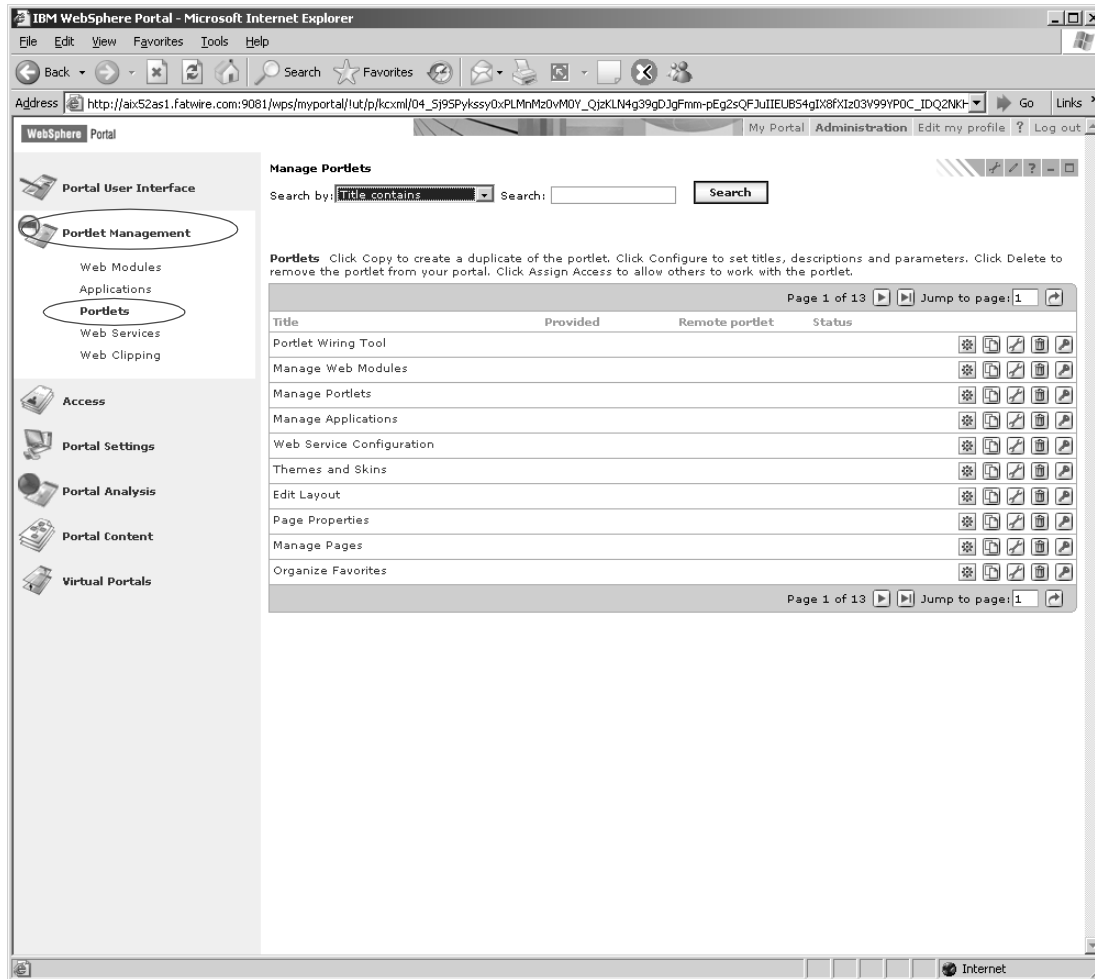 IBM WebSphere Portal - Microsoft Internet Explorer
File Edit View Favorites Tools Help
Back Search Favorites
Address http://aix52as1.fatwire.com:9081/wps/myportal/!ut/p/kcxml/04_Sj9SPykssy0xPLMnMz0vM0Y_QjzKLN4g39gDJgFmm-pEg2sQFJuIIEUBS4gIX8fXIz03V99YP0C_IDQ2NKH Go Links
WebSphere Portal
My Portal Administration Edit my profile ? Log out
Portal User Interface
Portlet Management
Web Modules
Applications
Portlets
Web Services
Web Clipping
Access
Portal Settings
Portal Analysis
Portal Content
Virtual Portals
Manage Portlets
Search by: Title contains Search: Search
Portlets Click Copy to create a duplicate of the portlet. Click Configure to set titles, descriptions and parameters. Click Delete to
remove the portlet from your portal. Click Assign Access to allow others to work with the portlet.
Page 1 of 13 Jump to page: 1
Title Provided Remote portlet Status
Portlet Wiring Tool
Manage Web Modules
Manage Portlets
Manage Applications
Web Service Configuration
Themes and Skins
Edit Layout
Page Properties
Manage Pages
Organize Favorites
Page 1 of 13 Jump to page: 1
Internet